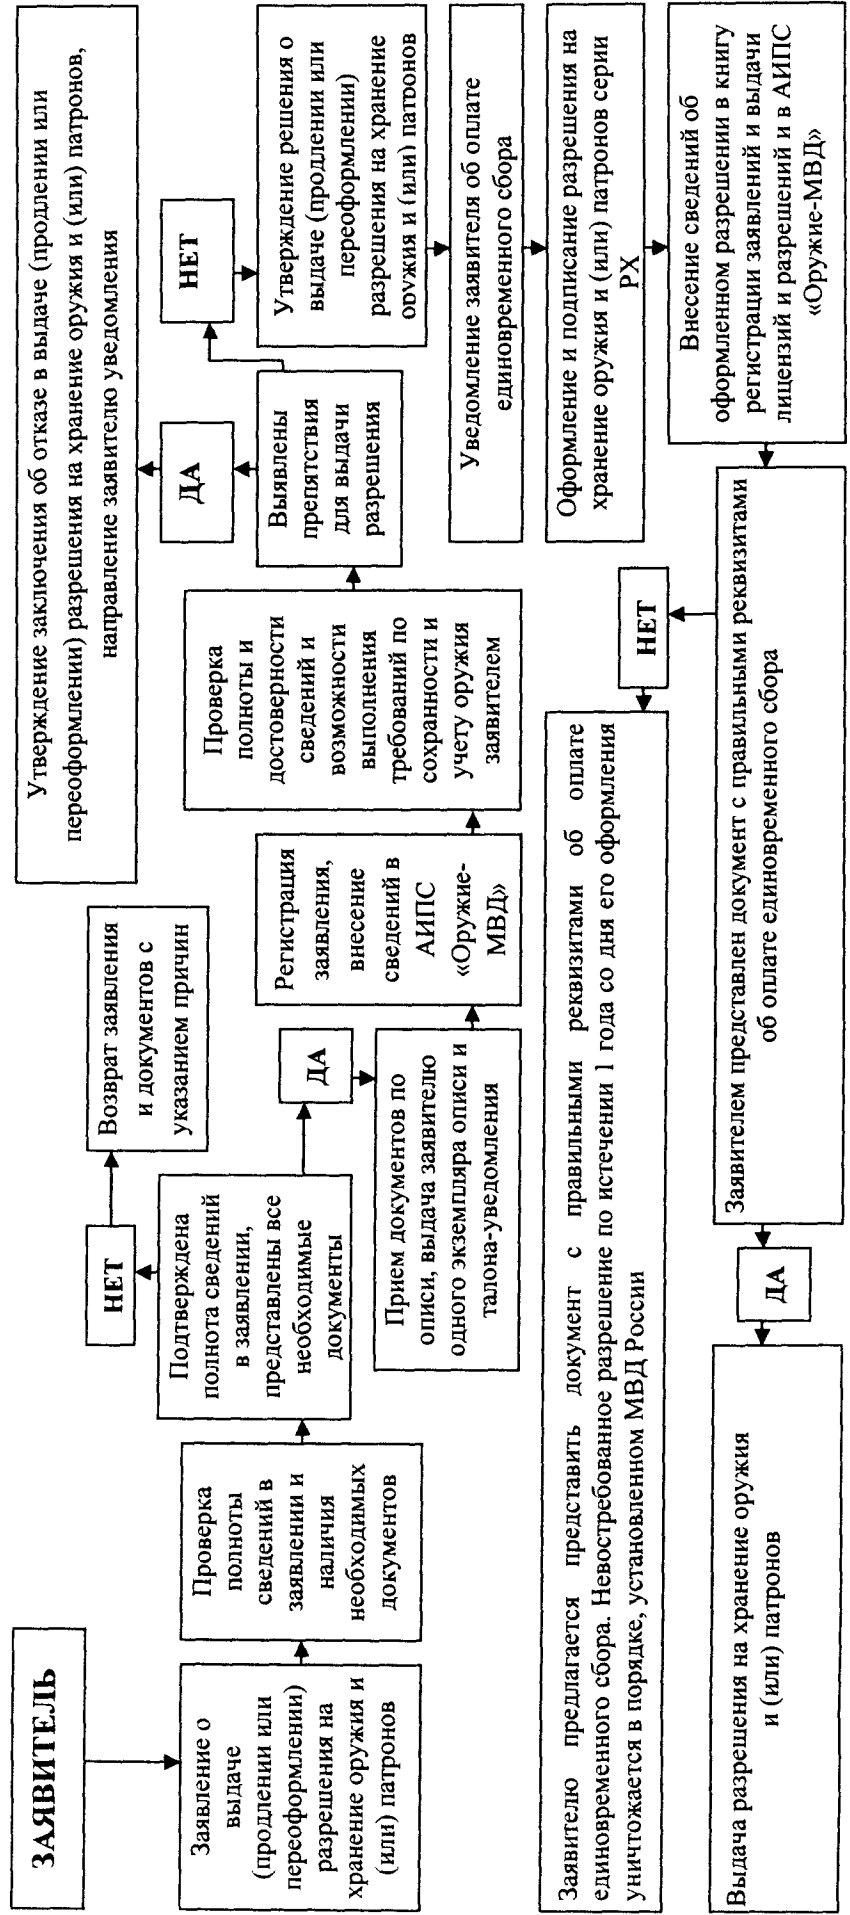 ЗАЯВИТЕЛЬ
Заявление о
выдаче
(продлении или
переоформлении)
разрешения на
хранение оружия и
(или) патронов
Проверка
полноты
сведений в
заявлении и
наличия
необходимых
документов
Подтверждена
полнота сведений
в заявлении,
представлены все
необходимые
документы
НЕТ
Возврат заявления
и документов с
указанием причин
ДА
Прием документов по
описи, выдача заявителю
одного экземпляра описи и
талона-уведомления
Регистрация
заявления,
внесение
сведений в
АИПС
«Оружие-
МВД»
Проверка
полноты и
достоверности
сведений и
возможности
выполнения
требований по
сохранности и
учету оружия
заявителем
Выявлены
препятствия
для выдачи
разрешения
ДА
Утверждение заключения об отказе в выдаче (продлении или
переоформлении) разрешения на хранение оружия и (или) патронов,
направление заявителю уведомления
НЕТ
Утверждение решения о
выдаче (продлении или
переоформлении)
разрешения на хранение
оружия и (или) патронов
Уведомление заявителя об оплате
единовременного сбора
Оформление и подписание разрешения на
хранение оружия и (или) патронов серии
РХ
Внесение сведений об
оформленном разрешении в книгу
регистрации заявлений и выдачи
лицензий и разрешений и в АИПС
«Оружие-МВД»
Заявителем представлен документ с правильными реквизитами
об оплате единовременного сбора
НЕТ
Заявителю предлагается представить документ с правильными реквизитами об оплате
единовременного сбора. Невостребованное разрешение по истечении 1 года со дня его оформления
уничтожается в порядке, установленном МВД России
ДА
Выдача разрешения на хранение оружия
и (или) патронов